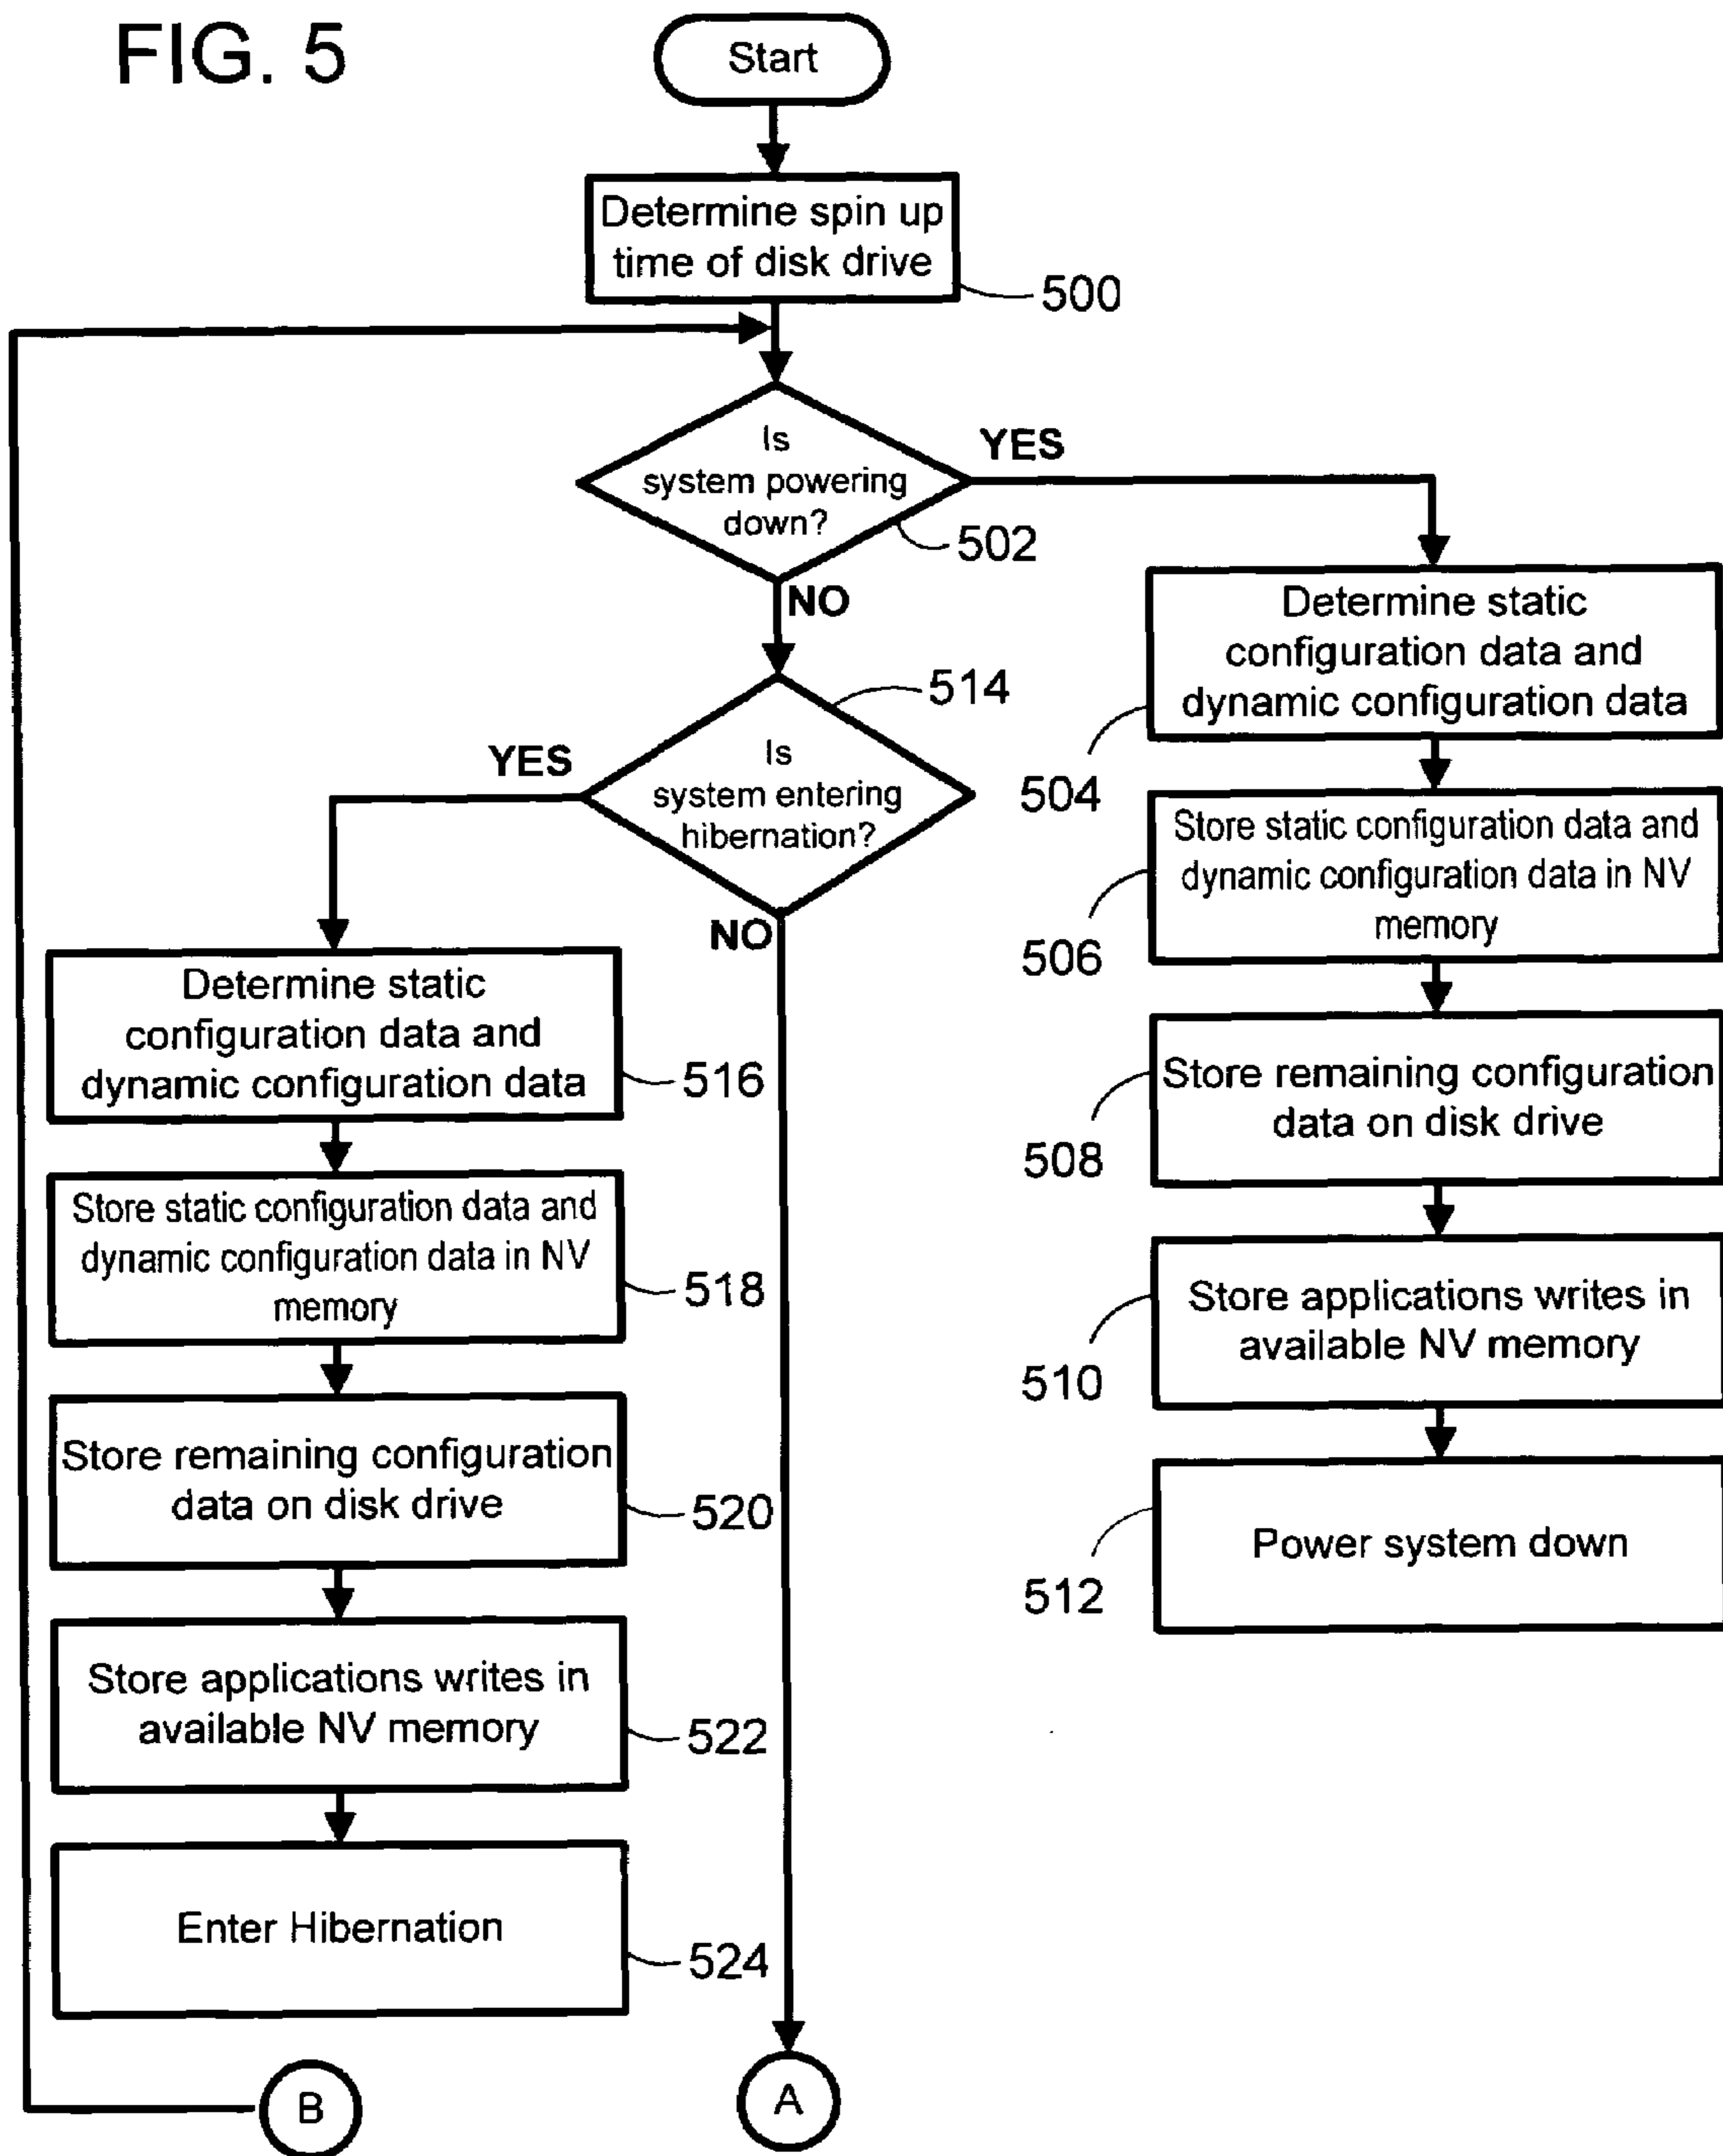 FIG. 5
Start
Determine spin up
time of disk drive
500
Is
system powering
down?
502
YES
NO
Determine static
configuration data and
dynamic configuration data
504
Store static configuration data and
dynamic configuration data in NV
memory
506
Store remaining configuration
data on disk drive
508
Store applications writes in
available NV memory
510
Power system down
512
514
Is
system entering
hibernation?
YES
NO
Determine static
configuration data and
dynamic configuration data
516
Store static configuration data and
dynamic configuration data in NV
memory
518
Store remaining configuration
data on disk drive
520
Store applications writes in
available NV memory
522
Enter Hibernation
524
B
A